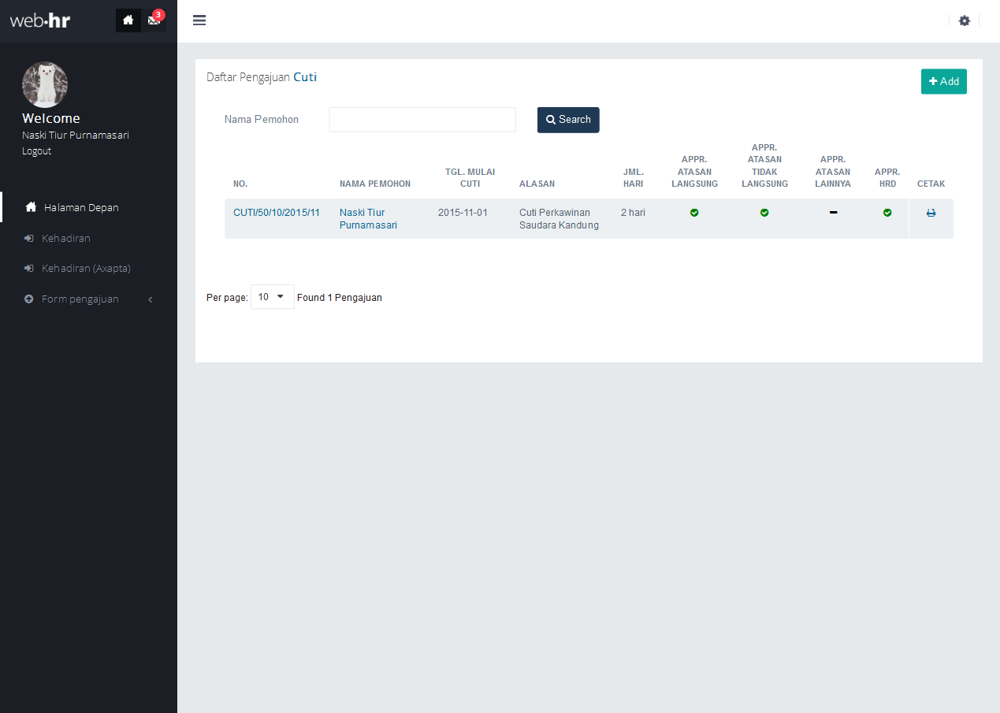 web·hr
3
Welcome
Naski Tiur Purnamasari
Logout
Halaman Depan
Kehadiran
Kehadiran (Axapta)
Form pengajuan
Daftar Pengajuan Cuti
Add
Nama Pemohon
Search
NO.
NAMA PEMOHON
TGL. MULAI
CUTI
ALASAN
JML.
HARI
APPR.
ATASAN
LANGSUNG
APPR.
ATASAN
TIDAK
LANGSUNG
APPR.
ATASAN
LAINNYA
APPR.
HRD
CETAK
CUTI/50/10/2015/11
Naski Tiur
Purnamasari
2015-11-01
Cuti Perkawinan
Saudara Kandung
2 hari
Per page: 10 Found 1 Pengajuan